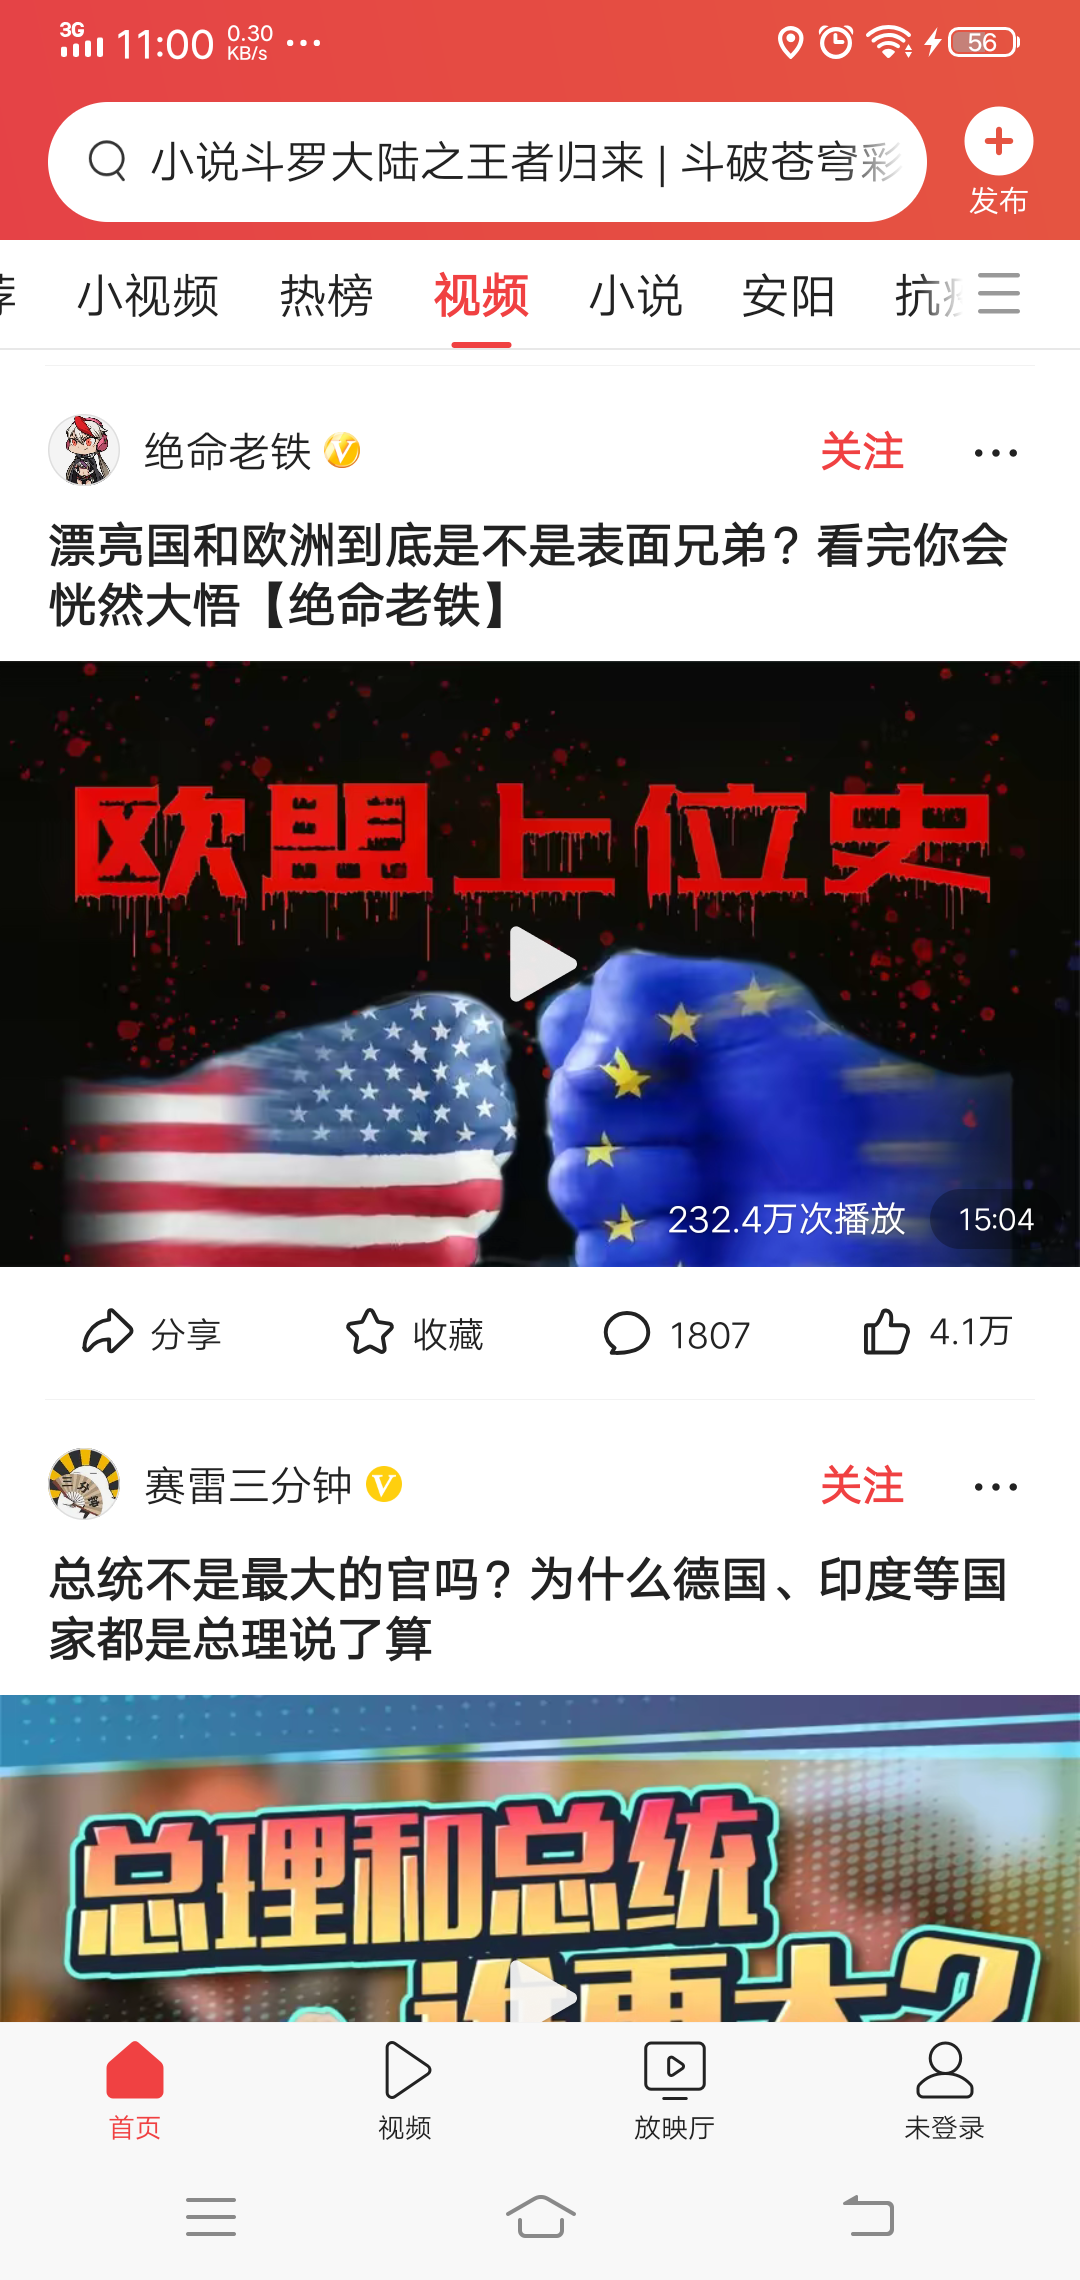 3G 11:00 0.30 KB/s ... 56
小说斗罗大陆之王者归来 | 斗破苍穹彩
发布
荐 小视频 热榜 视频 小说 安阳 抗疫
绝命老铁 V 关注
漂亮国和欧洲到底是不是表面兄弟？看完你会
恍然大悟【绝命老铁】
欧盟上位史
232.4万次播放 15:04
分享 收藏 1807 4.1万
赛雷三分钟 V 关注
总统不是最大的官吗？为什么德国、印度等国
家都是总理说了算
总理和总统
谁更大?
首页 视频 放映厅 未登录